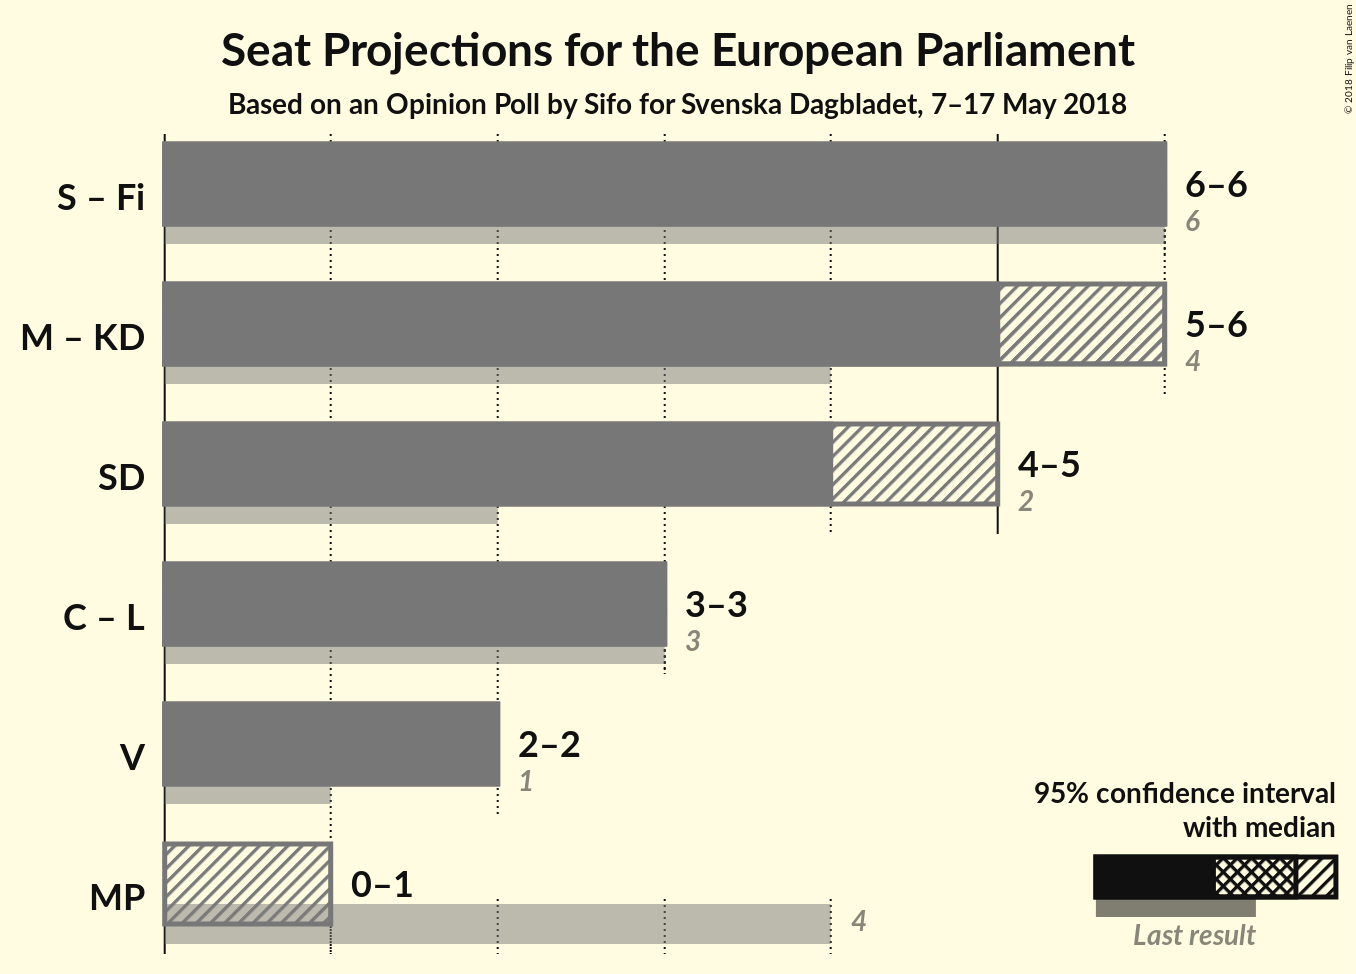 Seat Projections for the European Parliament
Based on an Opinion Poll by Sifo for Svenska Dagbladet, 7–17 May 2018
© 2018 Filip van Laenen
S – Fi
6–6
6
M – KD
5–6
4
SD
4–5
2
C – L
3–3
3
V
2–2
1
MP
0–1
4
95% confidence interval
with median
Last result